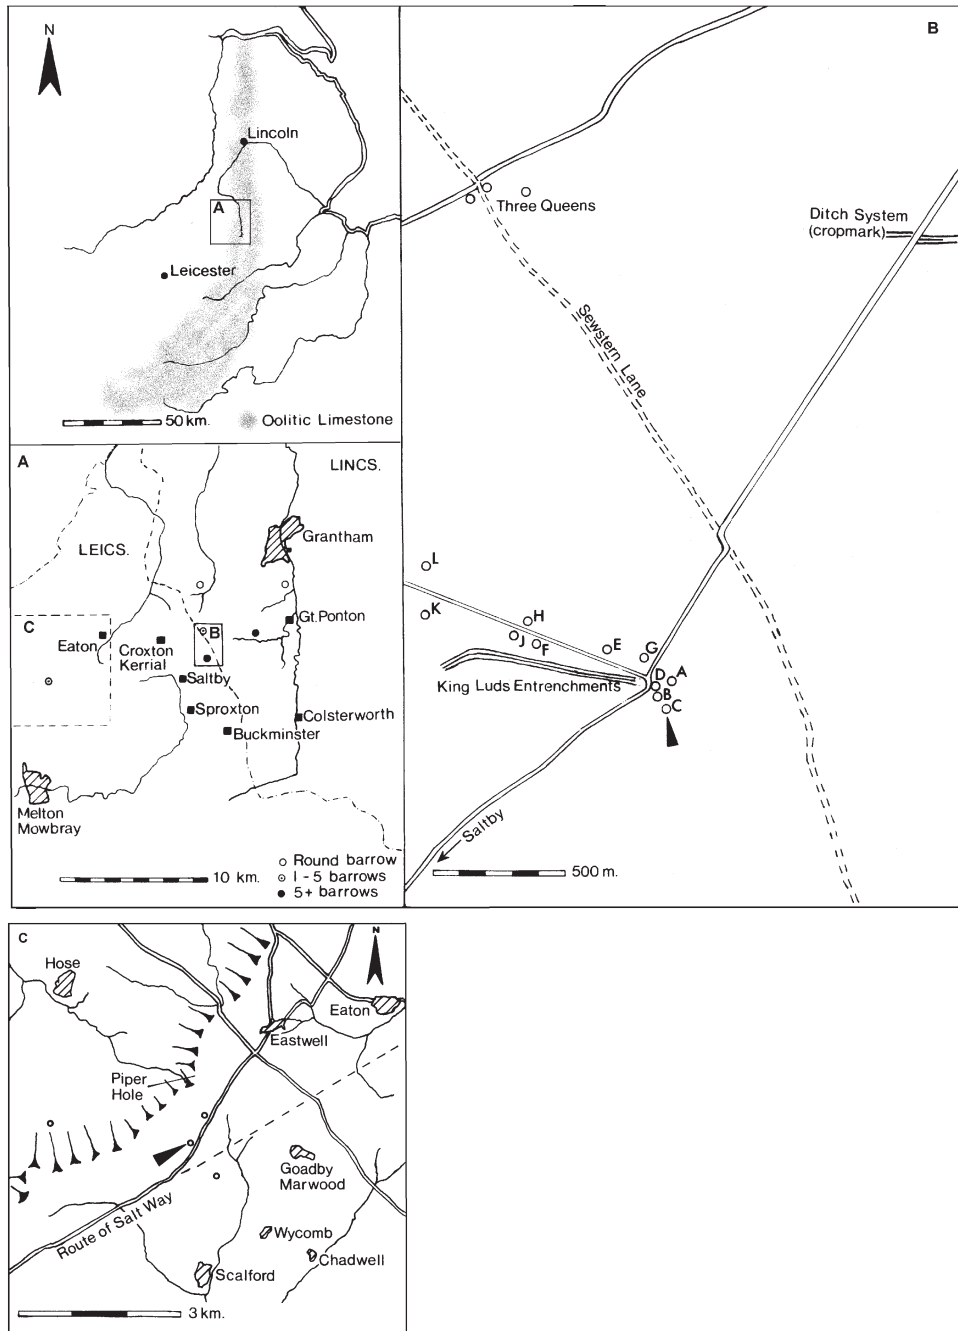 N
Lincoln
A
Leicester
50 km.
Oolitic Limestone
B
Three Queens
Ditch System
(cropmark)
Sewstern Lane
L
K
H
J
F
E
G
D
A
B
C
King Luds Entrenchments
Saltby
500 m.
A
LINCS.
Grantham
LEICS.
C
Gt. Ponton
Eaton
Croxton
Kerrial
B
Saltby
Sproxton
Colsterworth
Buckminster
Melton
Mowbray
Round barrow
1 - 5 barrows
5+ barrows
10 km.
C
N
Hose
Eaton
Eastwell
Piper
Hole
Goadby
Marwood
Route of Salt Way
Wycomb
Chadwell
Scalford
3 km.